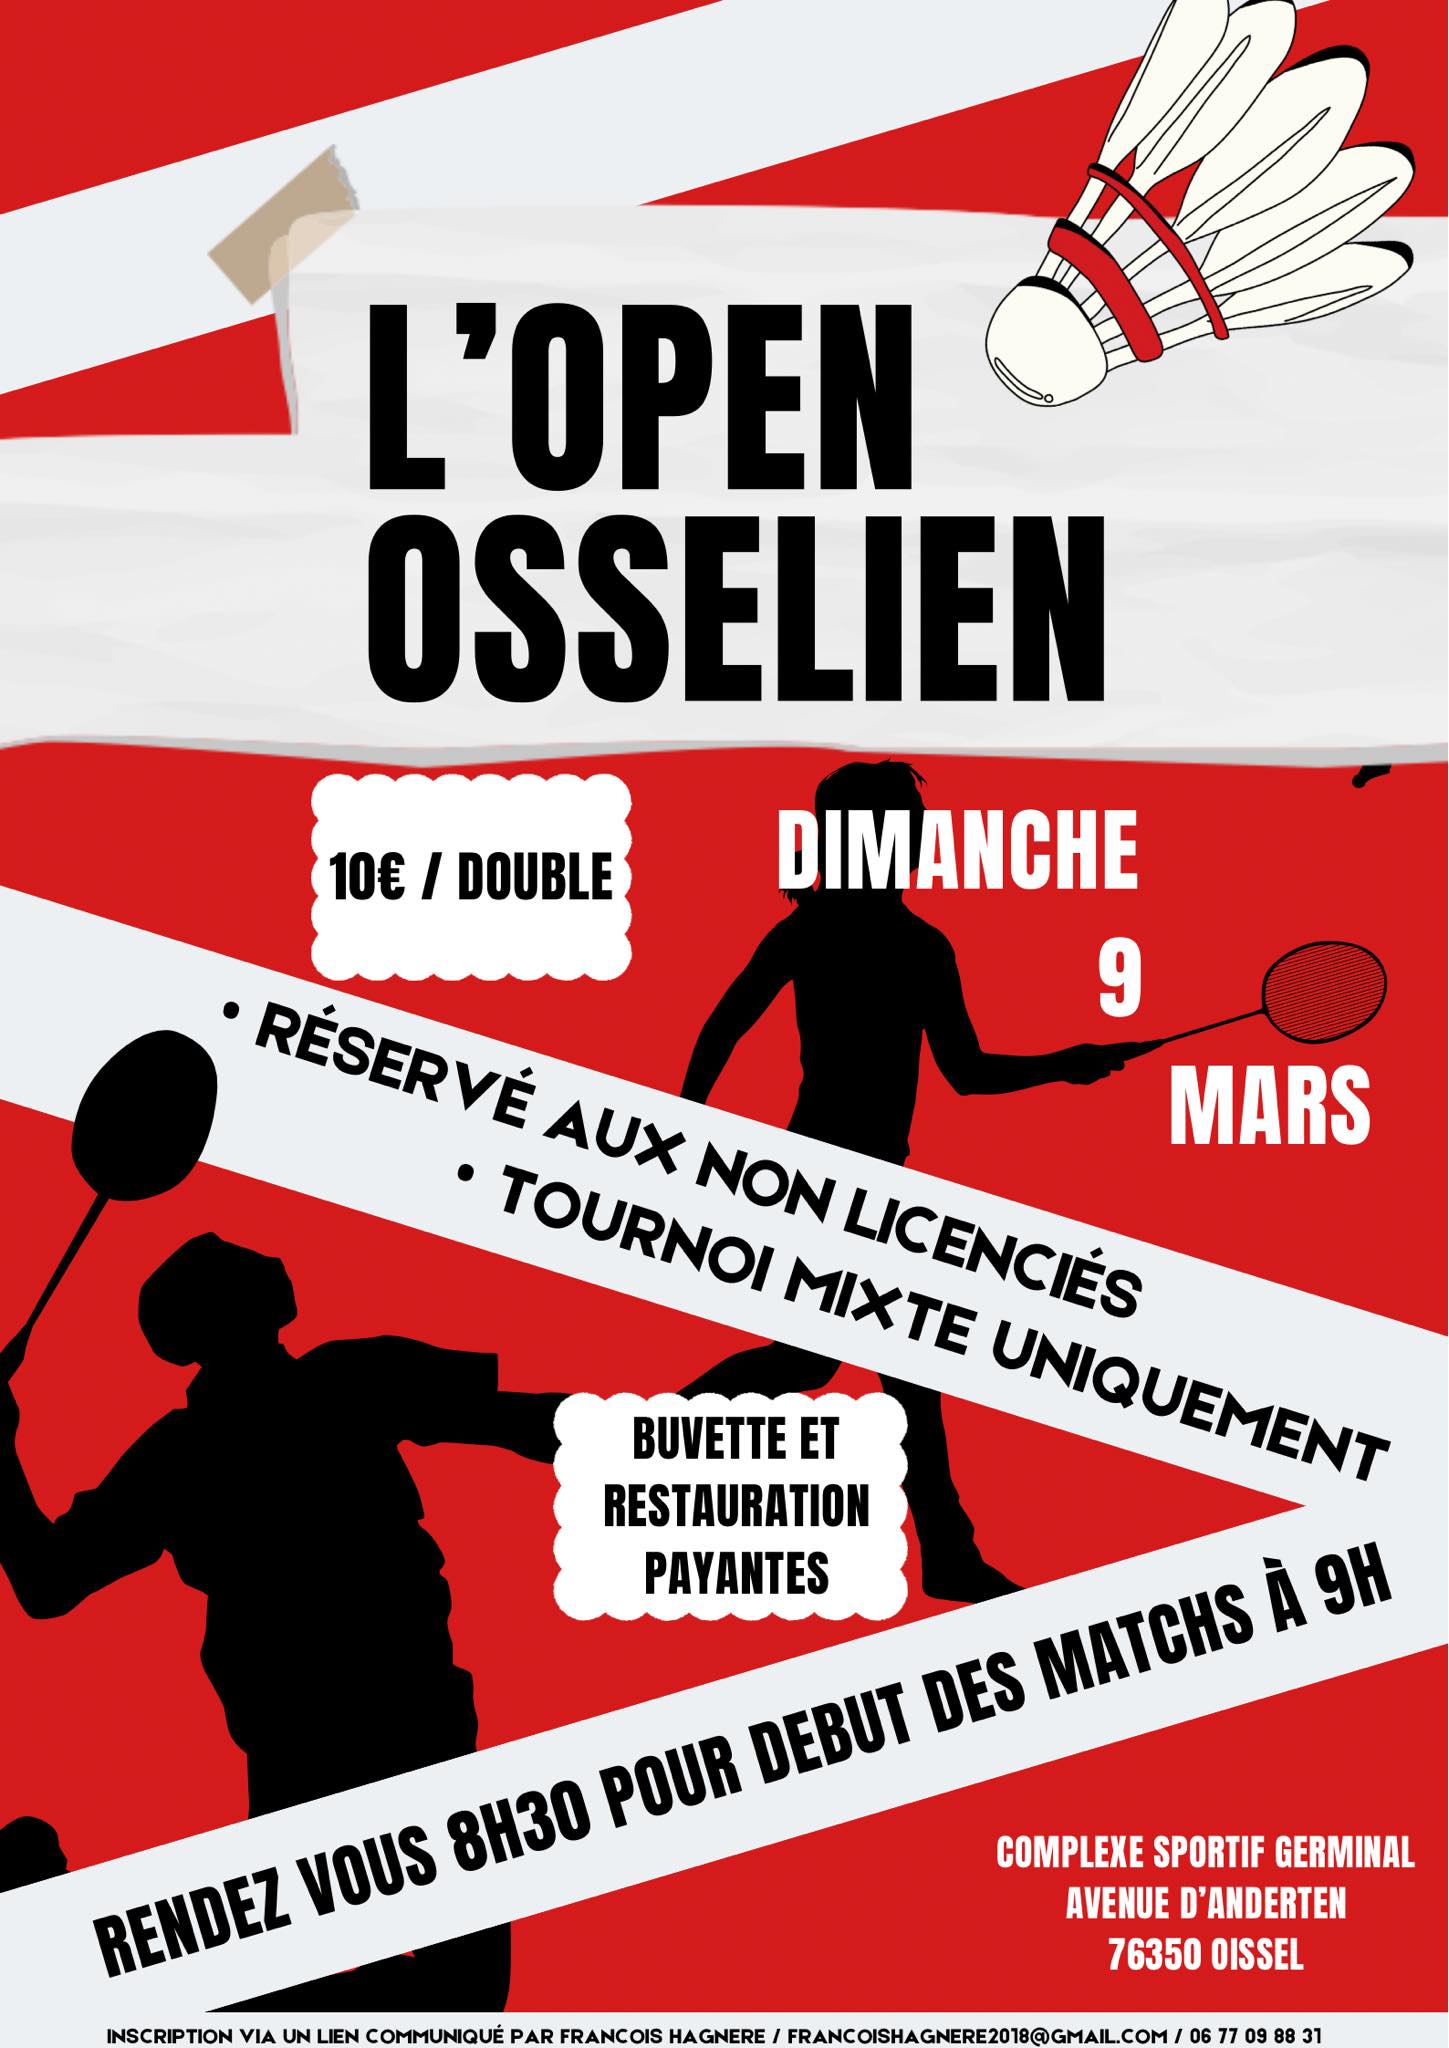 L'OPEN
OSSELIEN
10€ / DOUBLE
DIMANCHE
9
MARS
• RÉSERVÉ AUX NON LICENCIÉS
• TOURNOI MIXTE UNIQUEMENT
BUVETTE ET
RESTAURATION
PAYANTES
RENDEZ VOUS 8H30 POUR DEBUT DES MATCHS À 9H
COMPLEXE SPORTIF GERMINAL
AVENUE D'ANDERTEN
76350 OISSEL
INSCRIPTION VIA UN LIEN COMMUNIQUÉ PAR FRANCOIS HAGNERE / FRANCOISHAGNERE2018@GMAIL.COM / 06 77 09 88 31